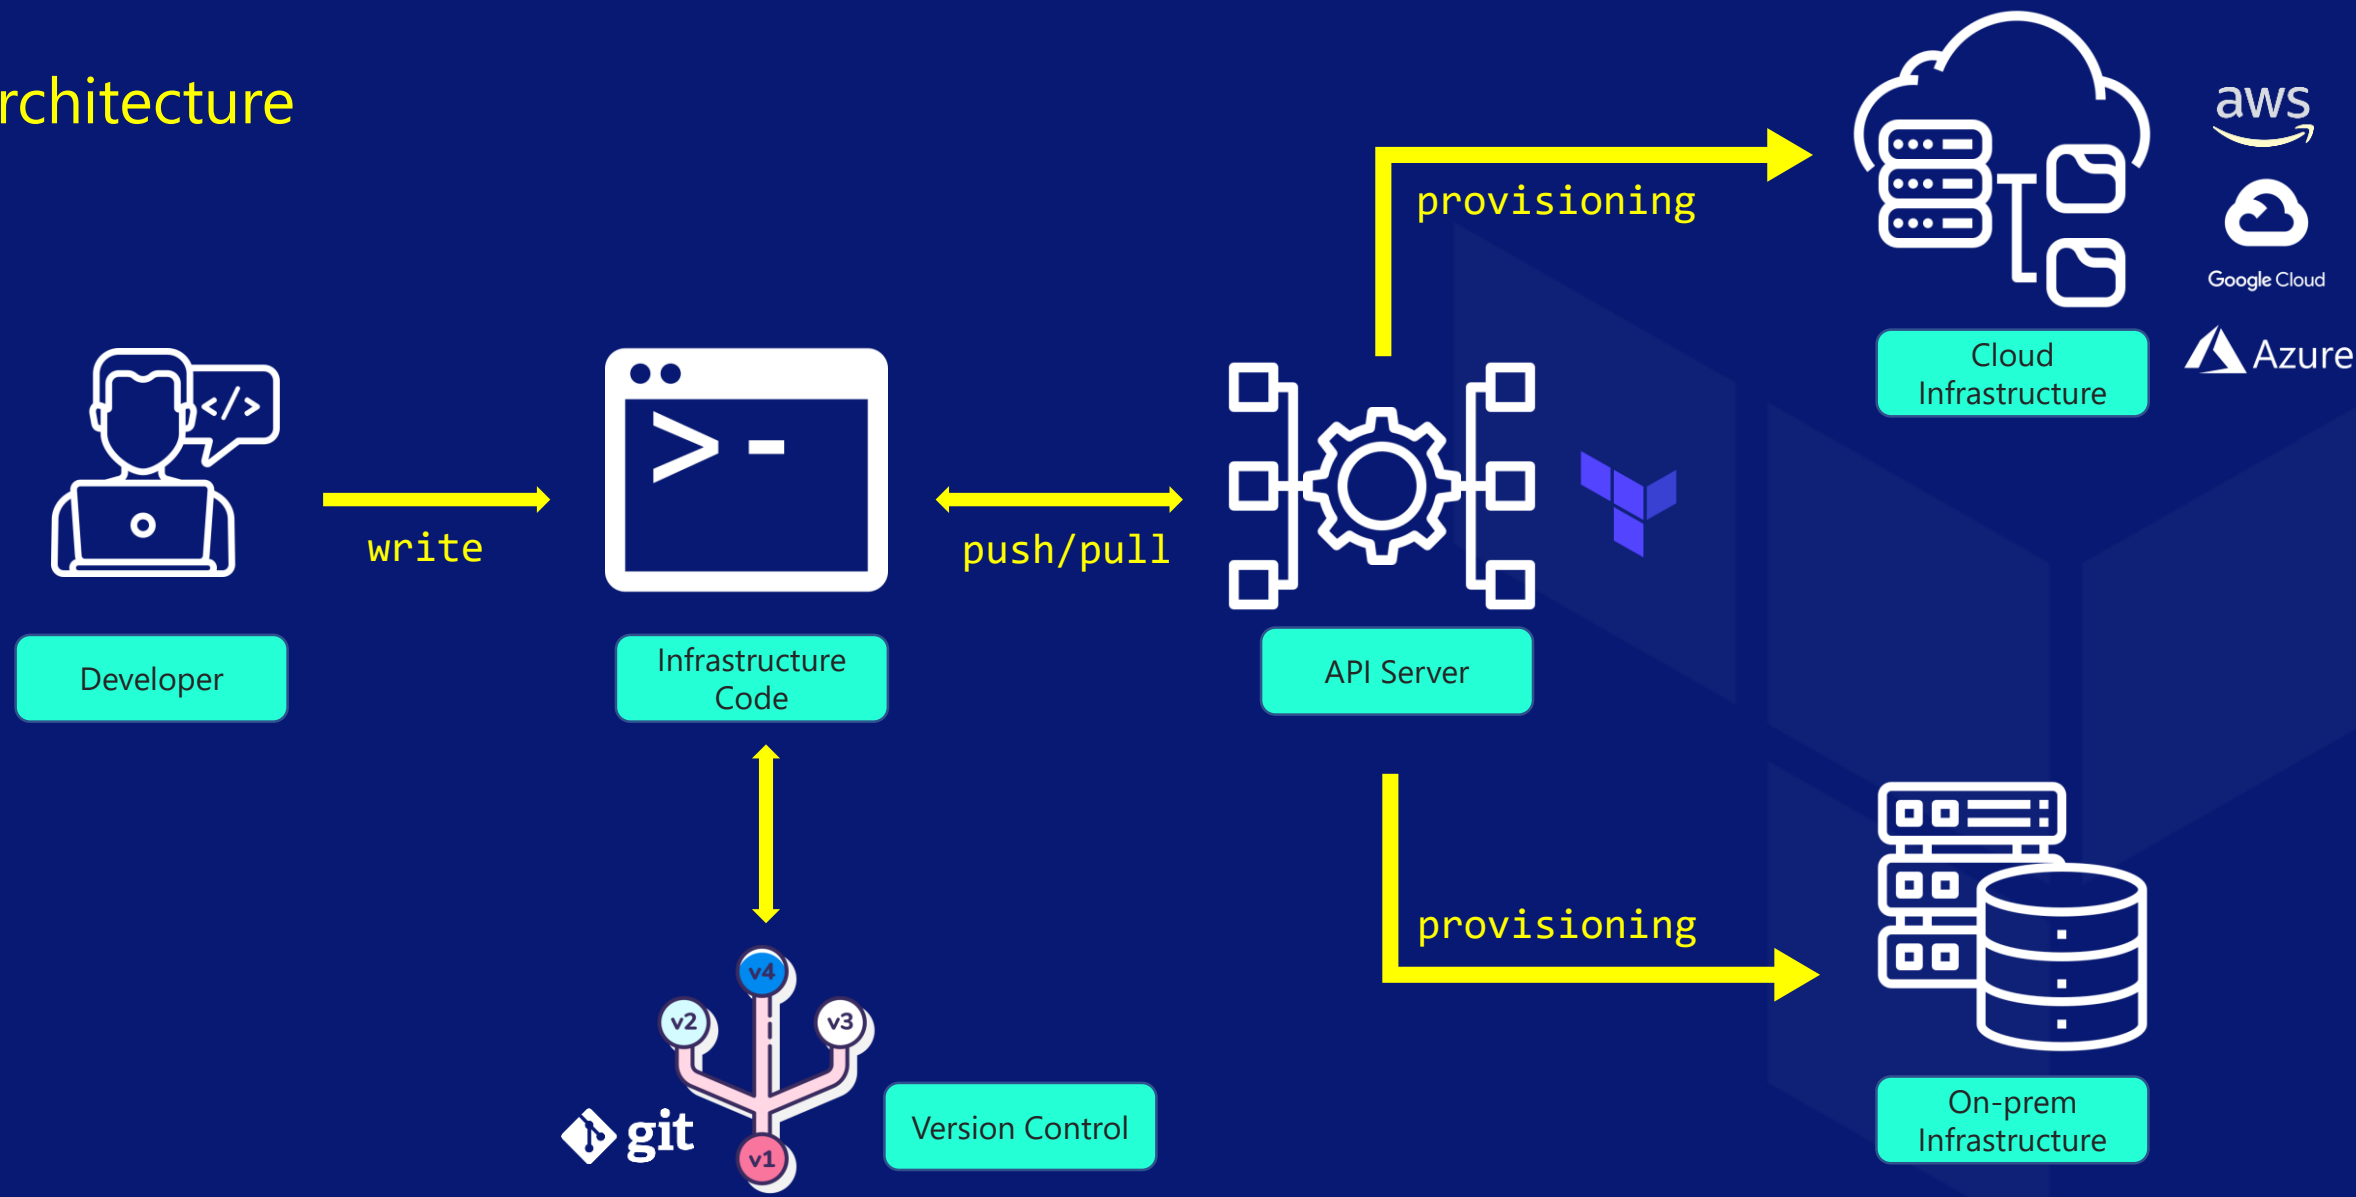 rchitecture
aws
provisioning
Google Cloud
Azure
Cloud
Infrastructure
</>
>-
write
push/pull
Developer
Infrastructure
Code
API Server
provisioning
v4
v2
v3
v1
git
Version Control
On-prem
Infrastructure